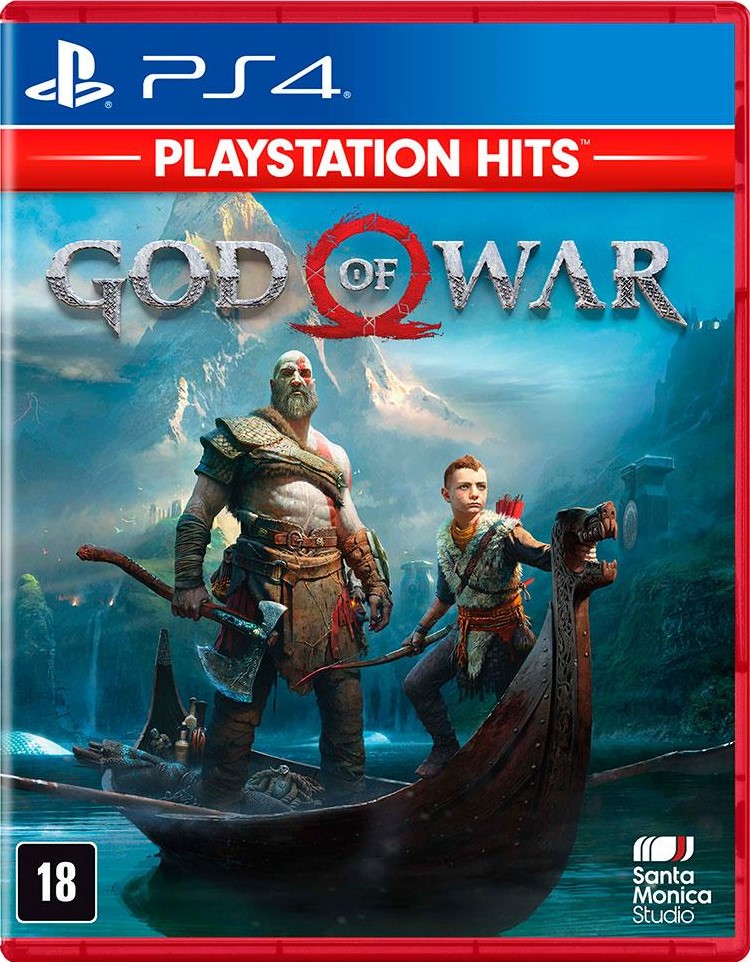 PS4®
PLAYSTATION HITS™
GOD OF WAR
18
Santa
Monica
Studio